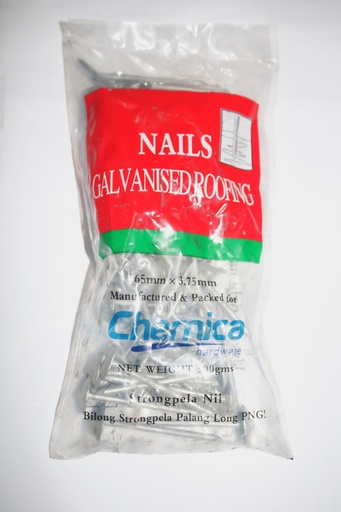 NAILS
GALVANISED ROOFING
65mm × 3.75mm
Manufactured & Packed for
Chemica
hardware
NET WEIGHT 500gms
Strongpela Nil
Bilong Strongpela Palang Long PNG!